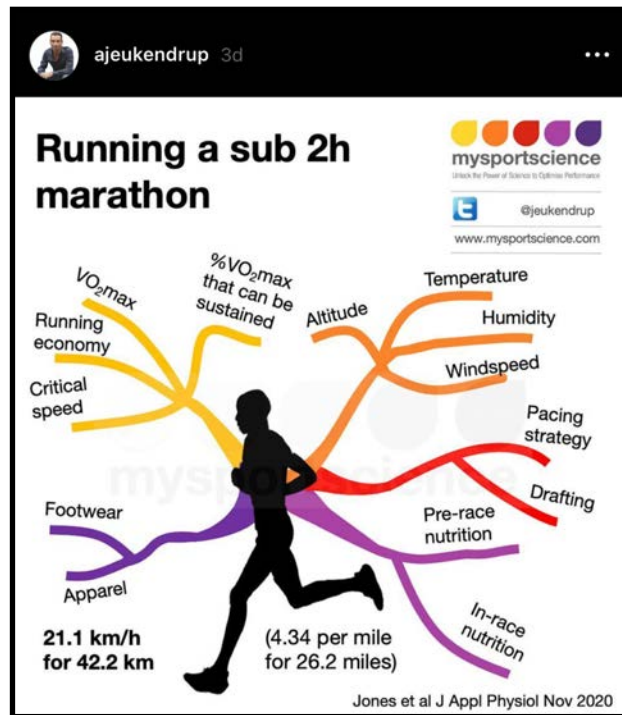 ajeukendrup 3d
Running a sub 2h
marathon
mysportscience
Unlock the Power of Science to Optimise Performance
@jeukendrup
www.mysportscience.com
VO₂max
%VO₂max
that can be
sustained
Running
economy
Critical
speed
Altitude
Temperature
Humidity
Windspeed
Pacing
strategy
Drafting
mysportscience
Footwear
Apparel
Pre-race
nutrition
In-race
nutrition
21.1 km/h
for 42.2 km
(4.34 per mile
for 26.2 miles)
Jones et al J Appl Physiol Nov 2020